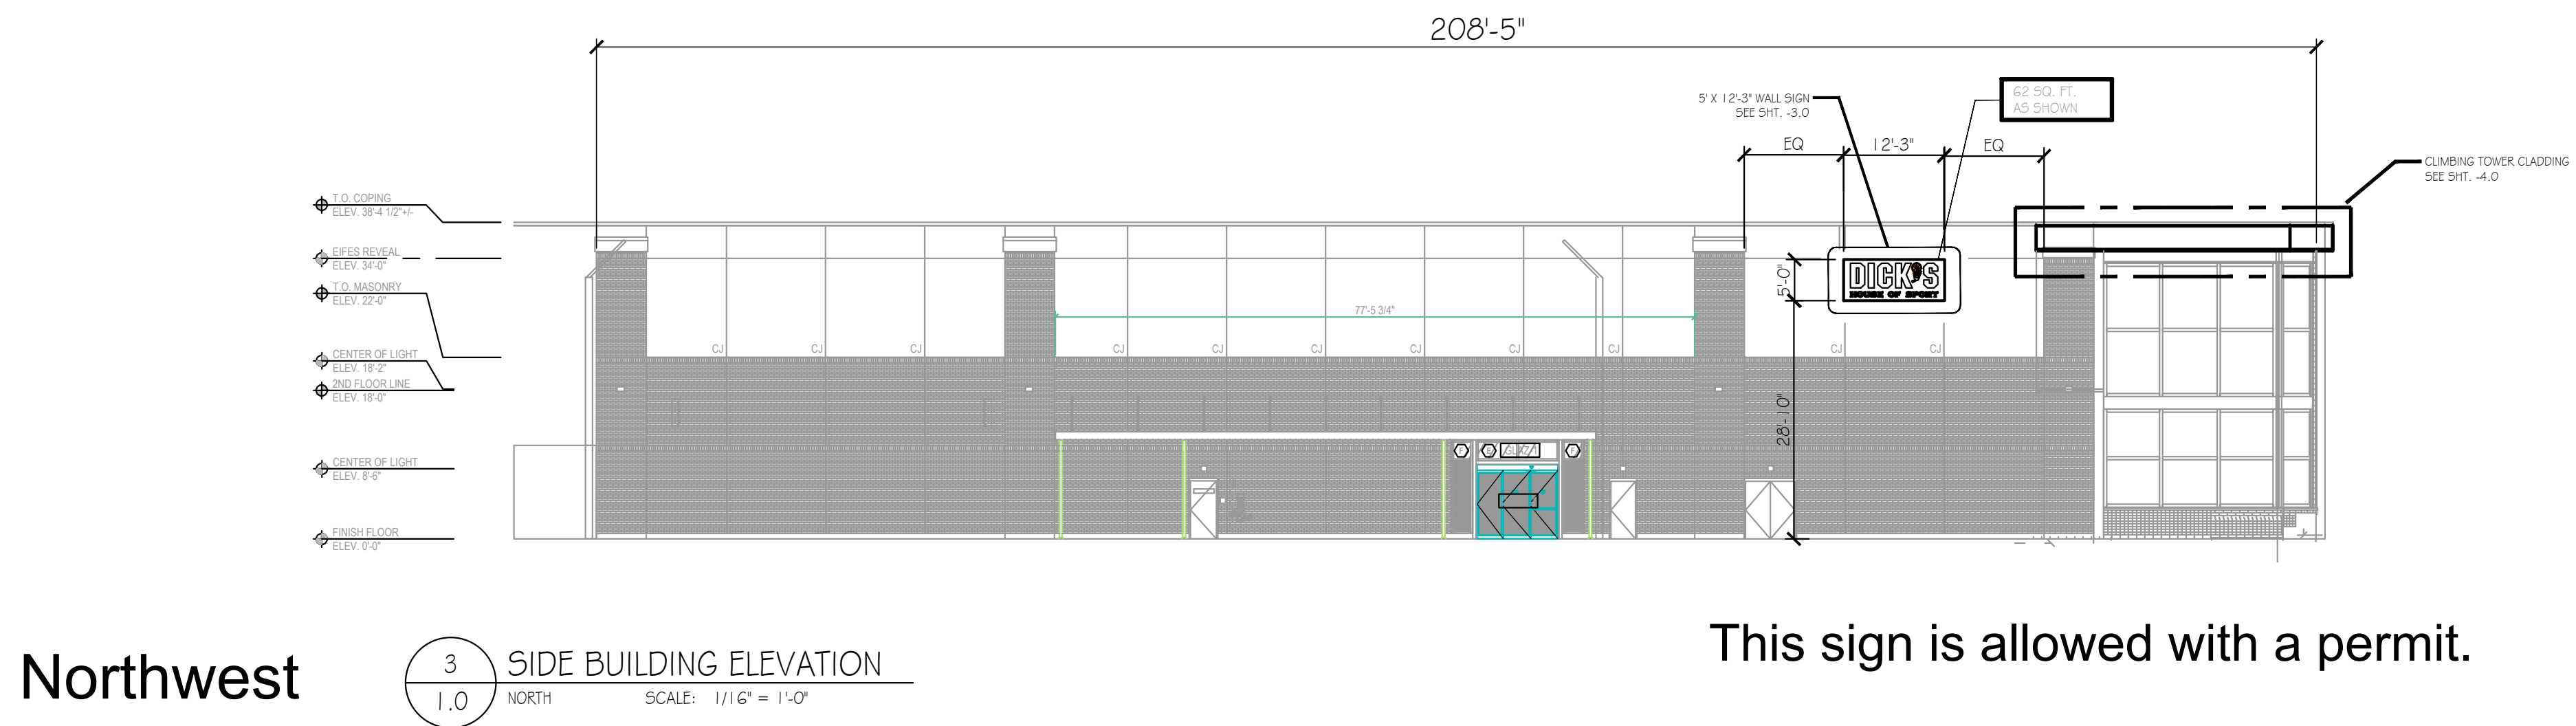 208'-5"
5' X 12'-3" WALL SIGN
SEE SHT. -3.0
62 SQ. FT.
AS SHOWN
EQ
12'-3"
EQ
CLIMBING TOWER CLADDING
SEE SHT. -4.0
T.O. COPING
ELEV. 38'-4 1/2"+/-
EIFES REVEAL
ELEV. 34'-0"
T.O. MASONRY
ELEV. 22'-0"
CENTER OF LIGHT
ELEV. 18'-2"
2ND FLOOR LINE
ELEV. 18'-0"
CENTER OF LIGHT
ELEV. 8'-6"
FINISH FLOOR
ELEV. 0'-0"
DICK'S
HOUSE OF SPORT
5'-0"
77'-5 3/4"
CJ CJ CJ CJ CJ CJ CJ CJ CJ CJ CJ
28'-10"
F E F
Northwest
3
1.0
SIDE BUILDING ELEVATION
NORTH SCALE: 1/16" = 1'-0"
This sign is allowed with a permit.